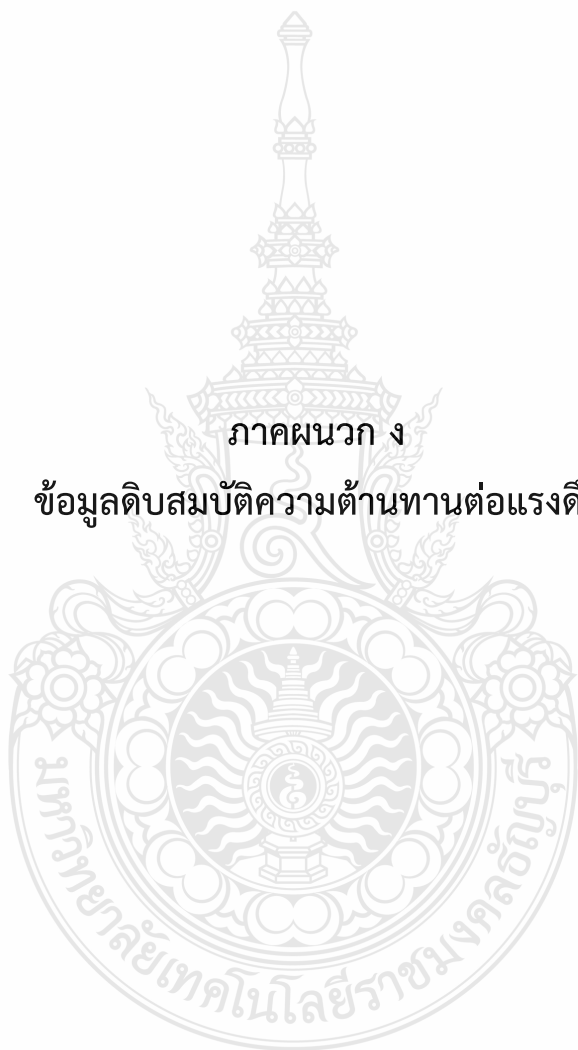 ภาคผนวก ง
ข้อมูลดิบสมบัติความต้านทานต่อแรงดึ
มหาวิทยาลัยเทคโนโลยีราชมงคลธัญบุรี